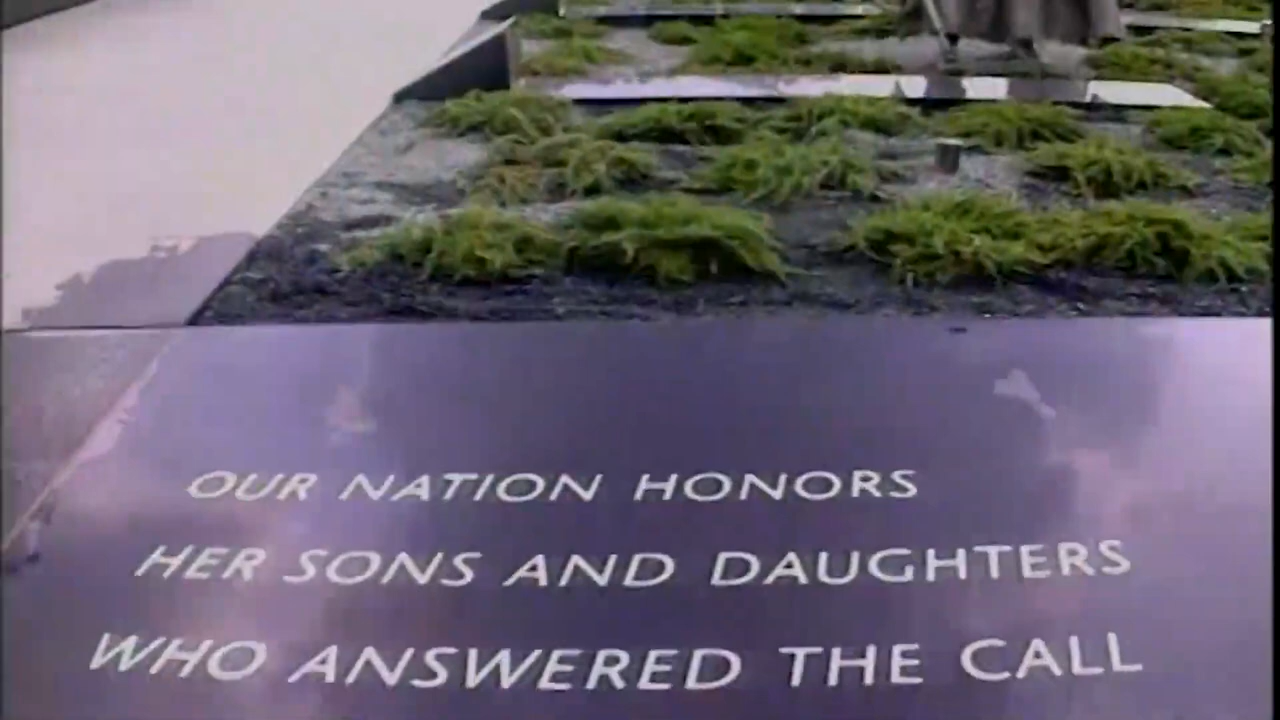 OUR NATION HONORS
HER SONS AND DAUGHTERS
WHO ANSWERED THE CALL